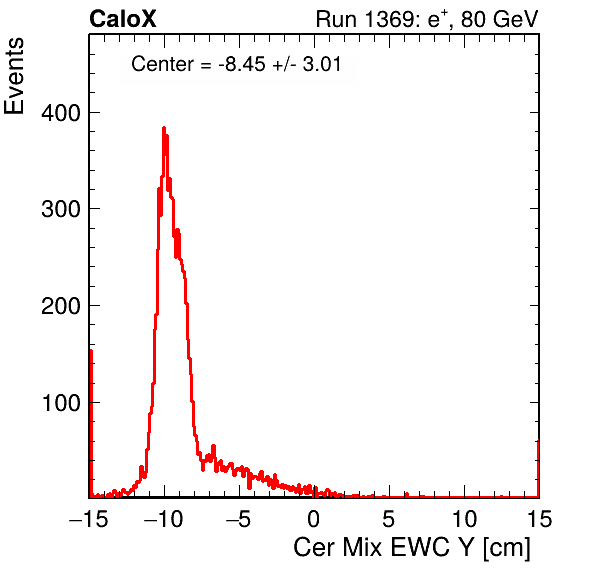 CaloX
Run 1369: e+, 80 GeV
Center = -8.45 +/- 3.01
Events
400
300
200
100
−15 −10 −5 0 5 10 15
Cer Mix EWC Y [cm]